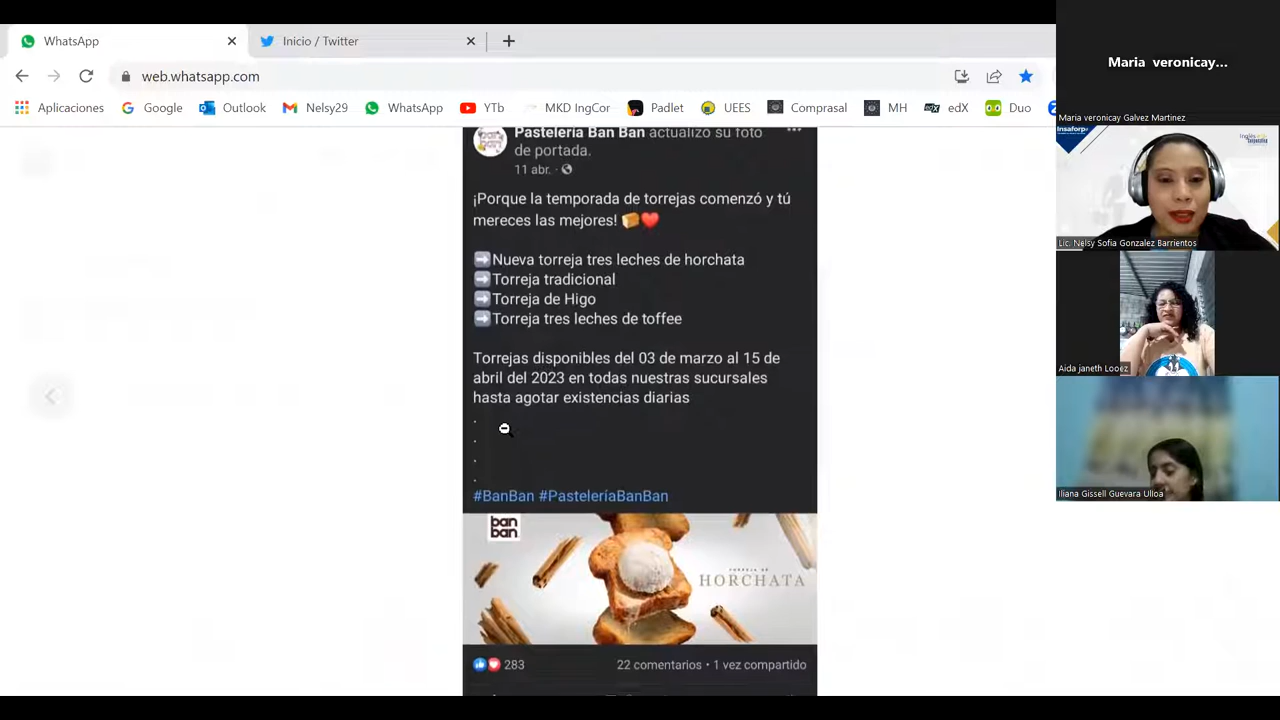 WhatsApp
Inicio / Twitter
web.whatsapp.com
Aplicaciones
Google
Outlook
Nelsy29
WhatsApp
YTb
MKD IngCor
Padlet
UEES
Comprasal
MH
edX
Duo
Pastelería Ban Ban actualizó su foto
de portada.
11 abr.
¡Porque la temporada de torrejas comenzó y tú
mereces las mejores!
Nueva torreja tres leches de horchata
Torreja tradicional
Torreja de Higo
Torreja tres leches de toffee
Torrejas disponibles del 03 de marzo al 15 de
abril del 2023 en todas nuestras sucursales
hasta agotar existencias diarias
.
.
.
.
#BanBan #PasteleríaBanBan
ban
ban
TORREJA DE
HORCHATA
283
22 comentarios • 1 vez compartido
Maria veronicay...
Maria veronicay Galvez Martinez
Insaforp
Inglés
Lic. Nelsy Sofia Gonzalez Barrientos
Aida janeth Lopez
Iliana Gissell Guevara Ulloa